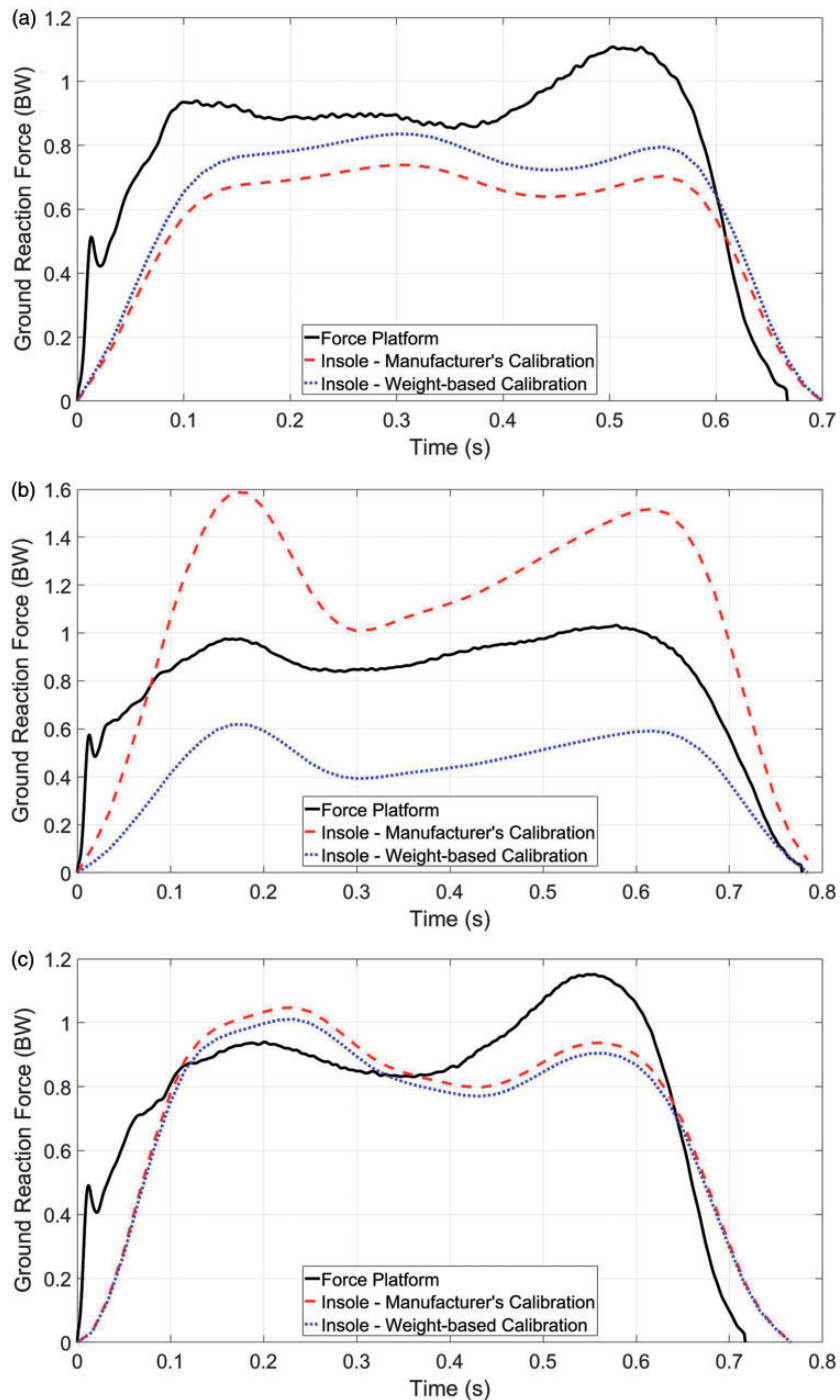 (a)
1.2
1
0.8
0.6
0.4
0.2
0
Ground Reaction Force (BW)
Force Platform
Insole - Manufacturer's Calibration
Insole - Weight-based Calibration
0 0.1 0.2 0.3 0.4 0.5 0.6 0.7
Time (s)
(b)
1.6
1.4
1.2
1
0.8
0.6
0.4
0.2
0
Ground Reaction Force (BW)
Force Platform
Insole - Manufacturer's Calibration
Insole - Weight-based Calibration
0 0.1 0.2 0.3 0.4 0.5 0.6 0.7 0.8
Time (s)
(c)
1.2
1
0.8
0.6
0.4
0.2
0
Ground Reaction Force (BW)
Force Platform
Insole - Manufacturer's Calibration
Insole - Weight-based Calibration
0 0.1 0.2 0.3 0.4 0.5 0.6 0.7 0.8
Time (s)